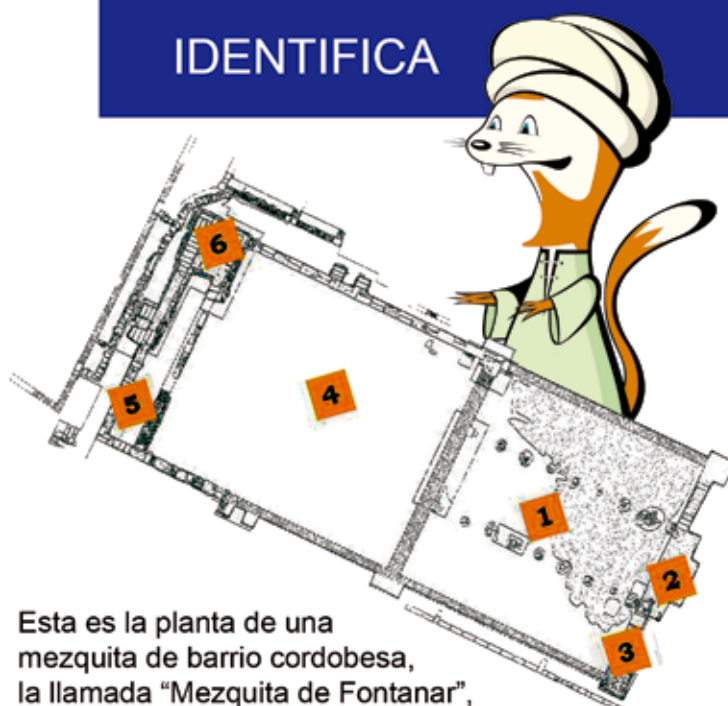 IDENTIFICA
6
5
4
1
2
3
Esta es la planta de una
mezquita de barrio cordobesa,
la llamada “Mezquita de Fontanar”,